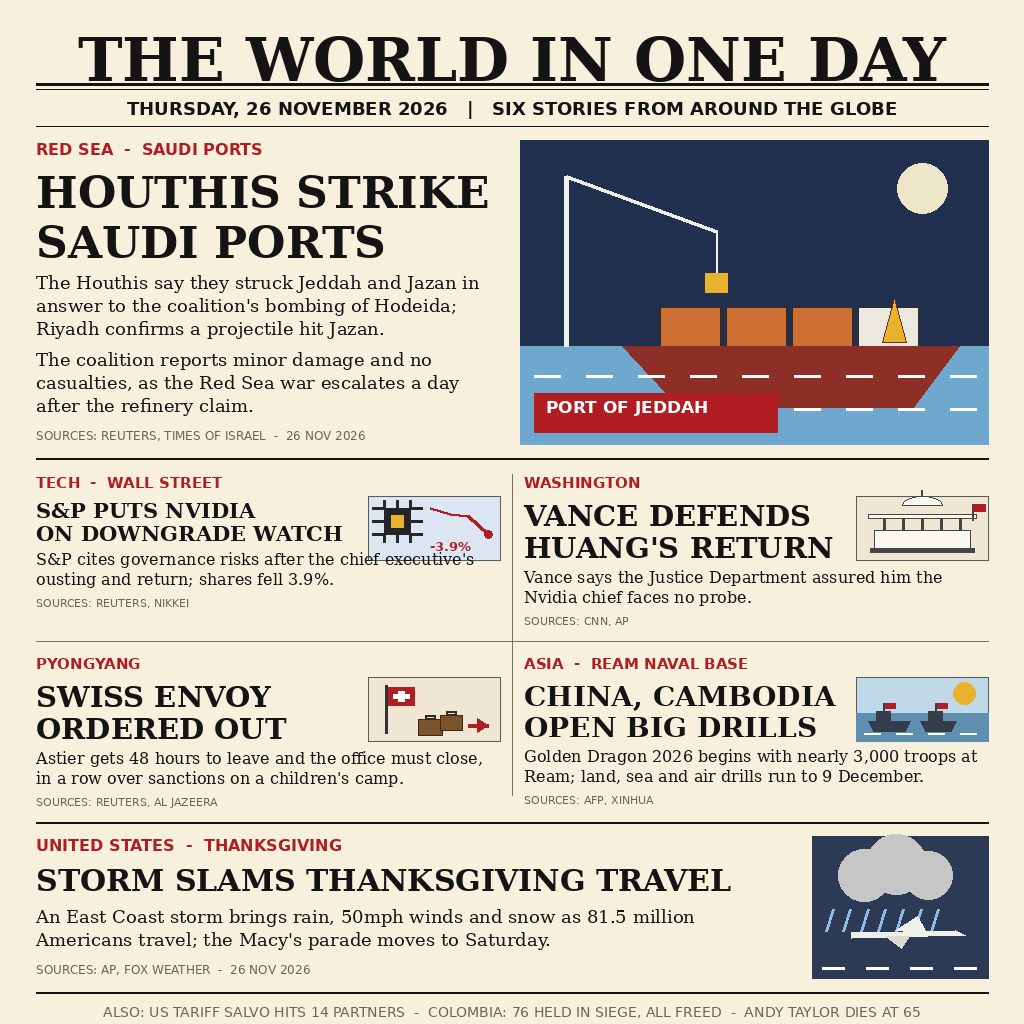 THE WORLD IN ONE DAY
THURSDAY, 26 NOVEMBER 2026 | SIX STORIES FROM AROUND THE GLOBE
RED SEA - SAUDI PORTS
HOUTHIS STRIKE
SAUDI PORTS
The Houthis say they struck Jeddah and Jazan in
answer to the coalition's bombing of Hodeida;
Riyadh confirms a projectile hit Jazan.
The coalition reports minor damage and no
casualties, as the Red Sea war escalates a day
after the refinery claim.
SOURCES: REUTERS, TIMES OF ISRAEL - 26 NOV 2026
PORT OF JEDDAH
TECH - WALL STREET
S&P PUTS NVIDIA
ON DOWNGRADE WATCH
-3.9%
S&P cites governance risks after the chief executive's
ousting and return; shares fell 3.9%.
SOURCES: REUTERS, NIKKEI
WASHINGTON
VANCE DEFENDS
HUANG'S RETURN
Vance says the Justice Department assured him the
Nvidia chief faces no probe.
SOURCES: CNN, AP
PYONGYANG
SWISS ENVOY
ORDERED OUT
Astier gets 48 hours to leave and the office must close,
in a row over sanctions on a children's camp.
SOURCES: REUTERS, AL JAZEERA
ASIA - REAM NAVAL BASE
CHINA, CAMBODIA
OPEN BIG DRILLS
Golden Dragon 2026 begins with nearly 3,000 troops at
Ream; land, sea and air drills run to 9 December.
SOURCES: AFP, XINHUA
UNITED STATES - THANKSGIVING
STORM SLAMS THANKSGIVING TRAVEL
An East Coast storm brings rain, 50mph winds and snow as 81.5 million
Americans travel; the Macy's parade moves to Saturday.
SOURCES: AP, FOX WEATHER - 26 NOV 2026
ALSO: US TARIFF SALVO HITS 14 PARTNERS - COLOMBIA: 76 HELD IN SIEGE, ALL FREED - ANDY TAYLOR DIES AT 65